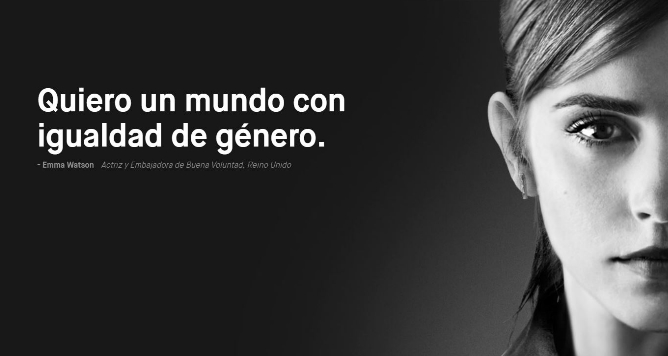 Quiero un mundo con
igualdad de género.
- Emma Watson Actriz y Embajadora de Buena Voluntad, Reino Unido